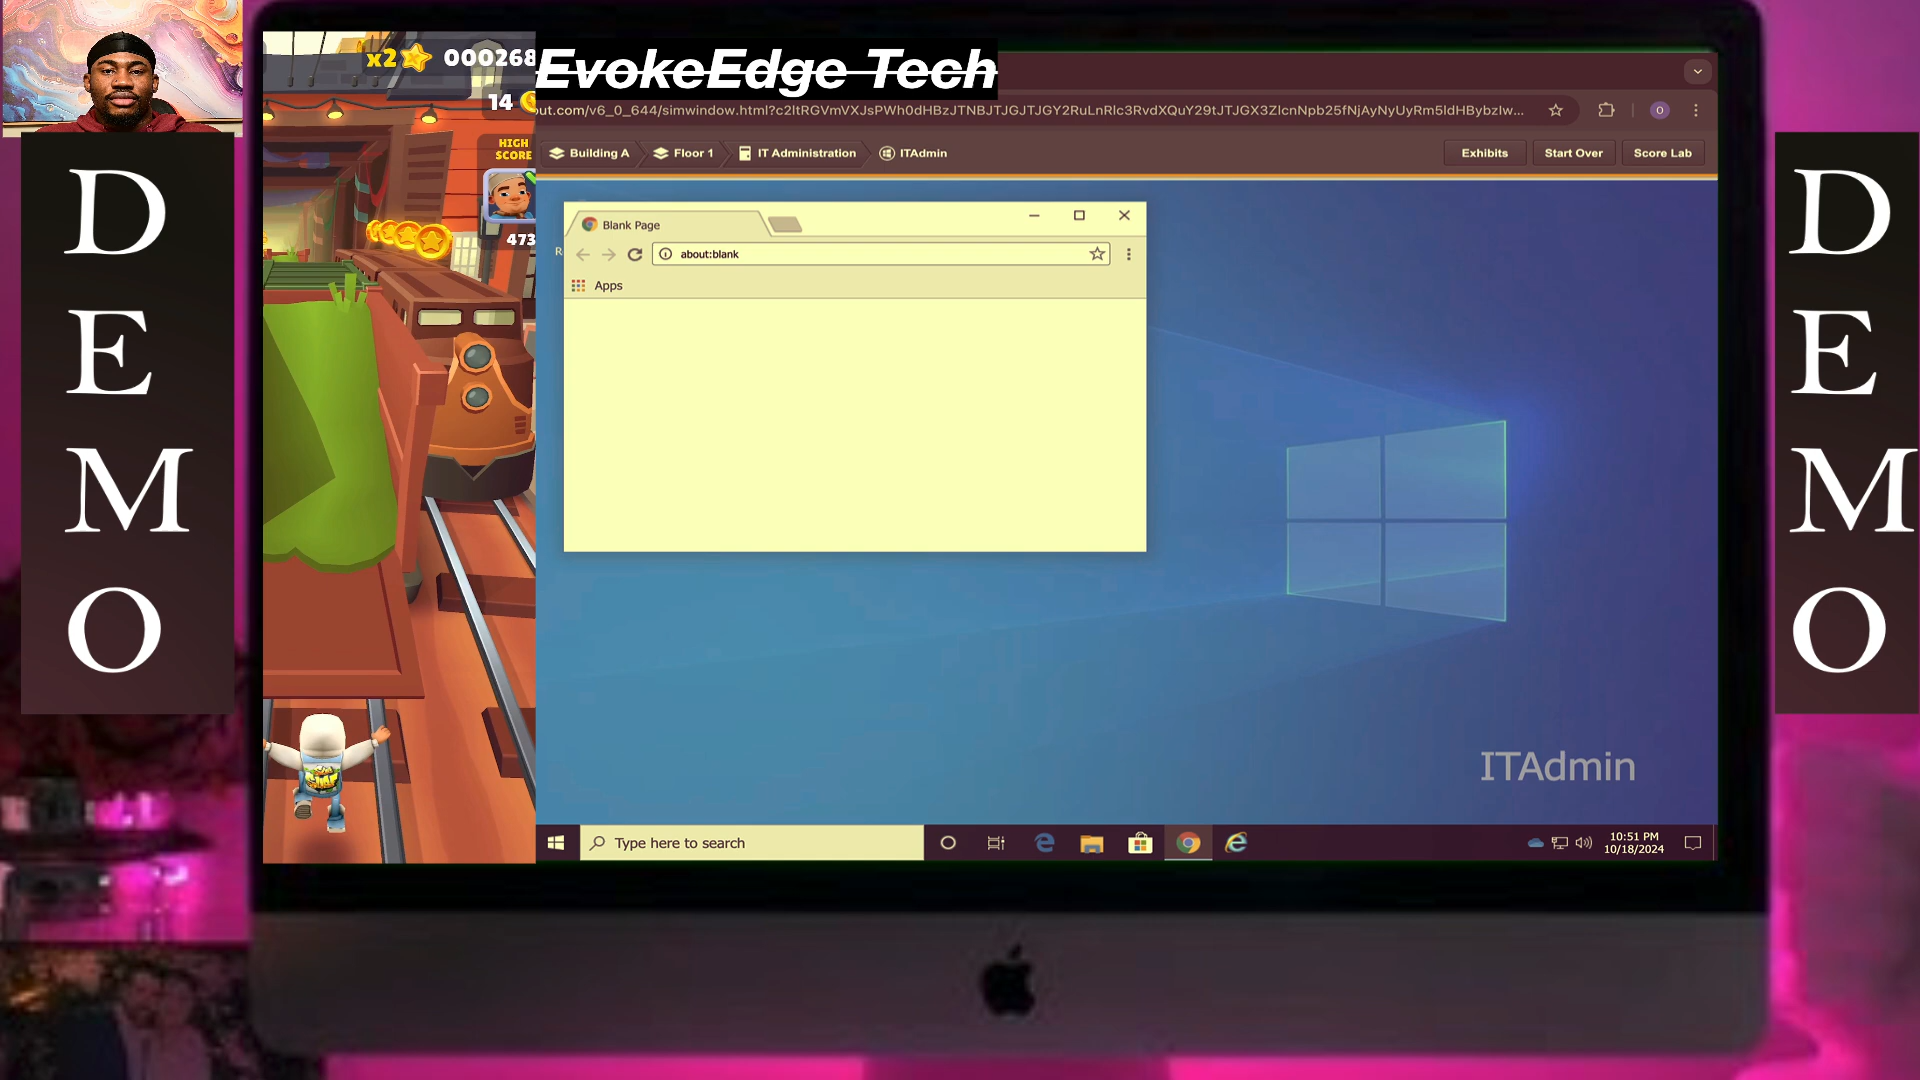 x2 000268
14
HIGH
SCORE
473
EvokeEdge Tech
out.com/v6_0_644/simwindow.html?c2ltRGVmVXJsPWh0dHBzJTNBJTJGJTJGY2RuLnRlc3RvdXQuY29tJTJGX3ZlcnNpb25fNjAyNyUyRm5ldHBybzIw...
O
Building A
Floor 1
IT Administration
ITAdmin
Exhibits
Start Over
Score Lab
Blank Page
about:blank
Apps
D
E
M
O
D
E
M
O
ITAdmin
Type here to search
10:51 PM
10/18/2024